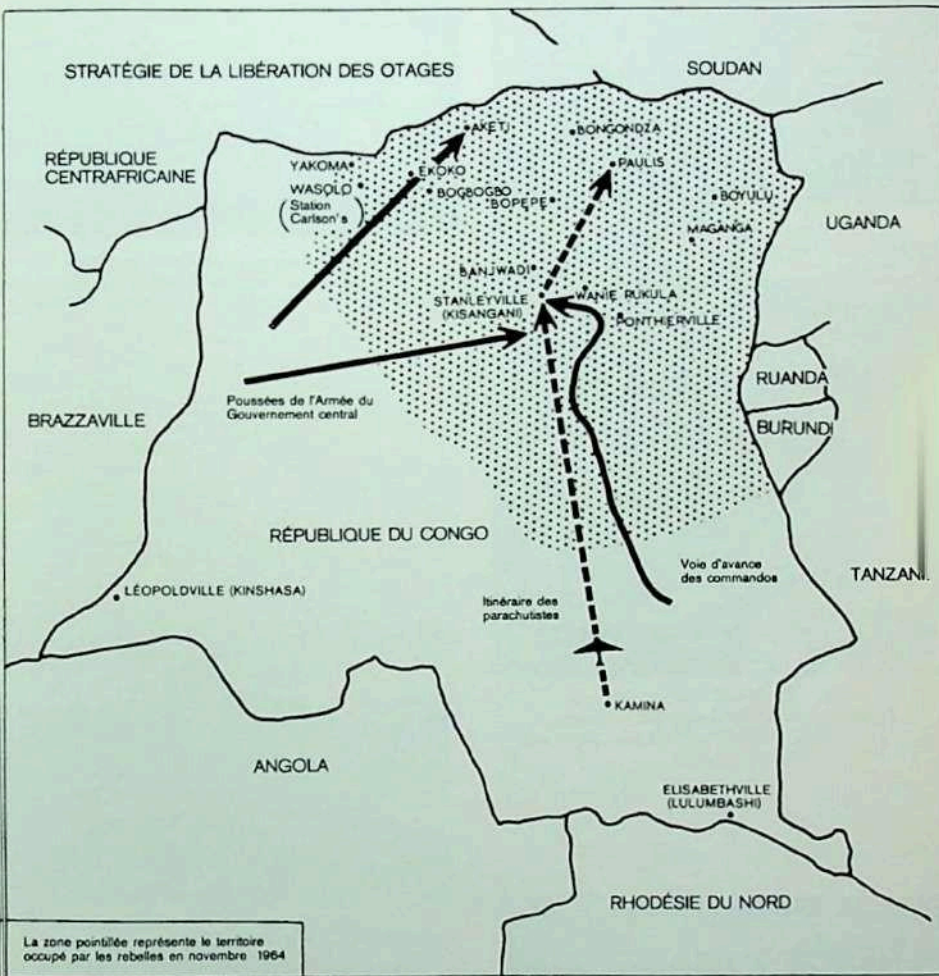 STRATÉGIE DE LA LIBÉRATION DES OTAGES
SOUDAN
RÉPUBLIQUE
CENTRAFRICAINE
AKETI
BONGONDZA
YAKOMA
EKOKO
PAULIS
WASOLO
(Station
Carlson's)
BOGBOGBO
BOPEPE
BOYULU
MAGANGA
UGANDA
BANJWADI
STANLEYVILLE
(KISANGANI)
WANIE RUKULA
PONTHIERVILLE
Poussées de l'Armée du
Gouvernement central
BRAZZAVILLE
RUANDA
BURUNDI
RÉPUBLIQUE DU CONGO
LÉOPOLDVILLE (KINSHASA)
Voie d'avance
des commandos
TANZANI
Itinéraire des
parachutistes
KAMINA
ANGOLA
ELISABETHVILLE
(LULUMBASHI)
RHODÉSIE DU NORD
La zone pointillée représente le territoire
occupé par les rebelles en novembre 1964